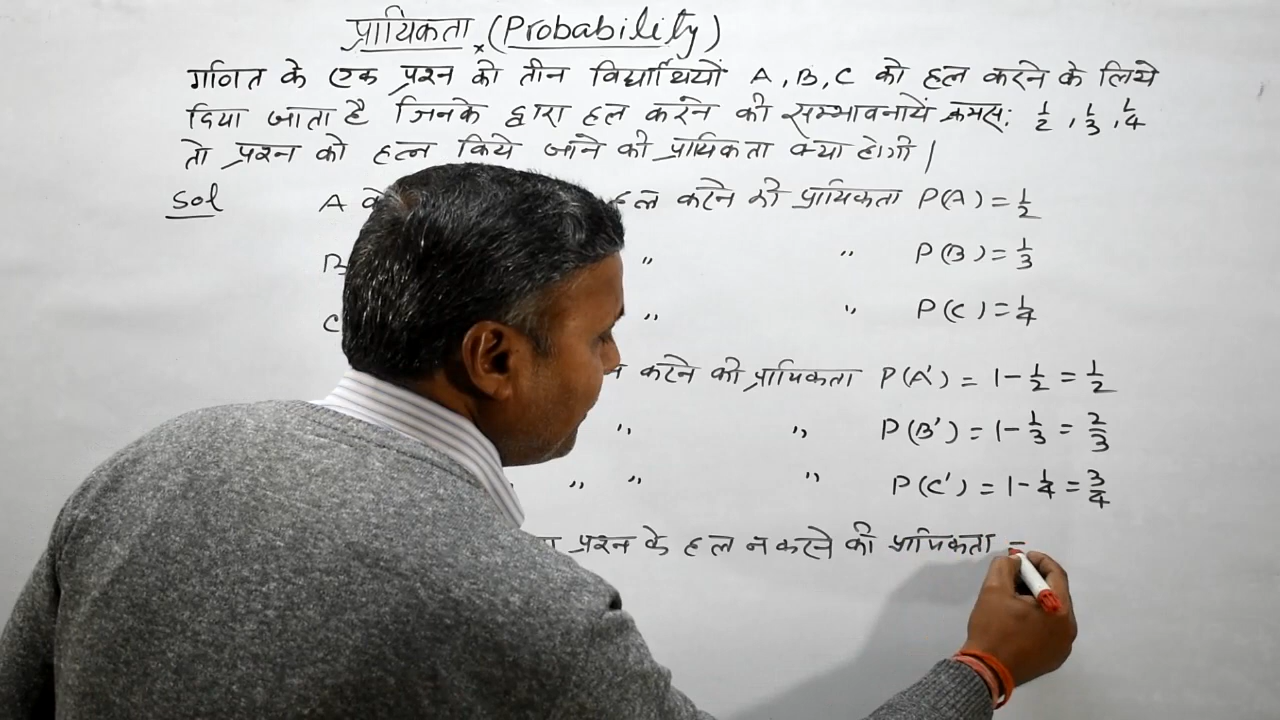 प्रायिकता (Probability)
गणित के एक प्रश्न को तीन विद्यार्थियों A, B, C को हल करने के लिये
दिया जाता है जिनके द्वारा हल करने की सम्भावनायें क्रमस: 1/2, 1/3, 1/4
तो प्रश्न को हल किये जाने की प्रायिकता क्या होगी |
Sol A के हल करने की प्रायिकता P(A) = 1/2
B " " P(B) = 1/3
C " " P(C) = 1/4
न करने की प्रायिकता P(A') = 1 - 1/2 = 1/2
" " P(B') = 1 - 1/3 = 2/3
" " " " P(C') = 1 - 1/4 = 3/4
प्रश्न के हल न करने की प्रायिकता =